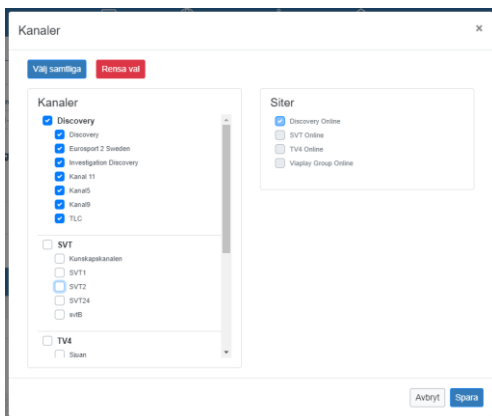 Kanaler
×
Välj samtliga Rensa val
Kanaler
Discovery
Discovery
Eurosport 2 Sweden
Investigation Discovery
Kanal 11
Kanal5
Kanal9
TLC
SVT
Kunskapskanalen
SVT1
SVT2
SVT24
svtB
TV4
Sjuan
Siter
Discovery Online
SVT Online
TV4 Online
Viaplay Group Online
Avbryt Spara